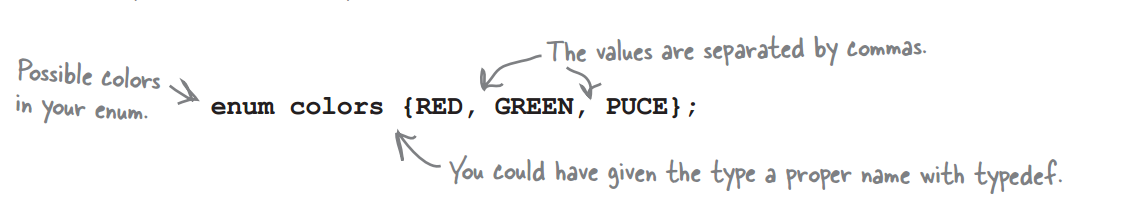 The values are separated by commas.
Possible colors
in your enum.
enum colors {RED, GREEN, PUCE};
You could have given the type a proper name with typedef.